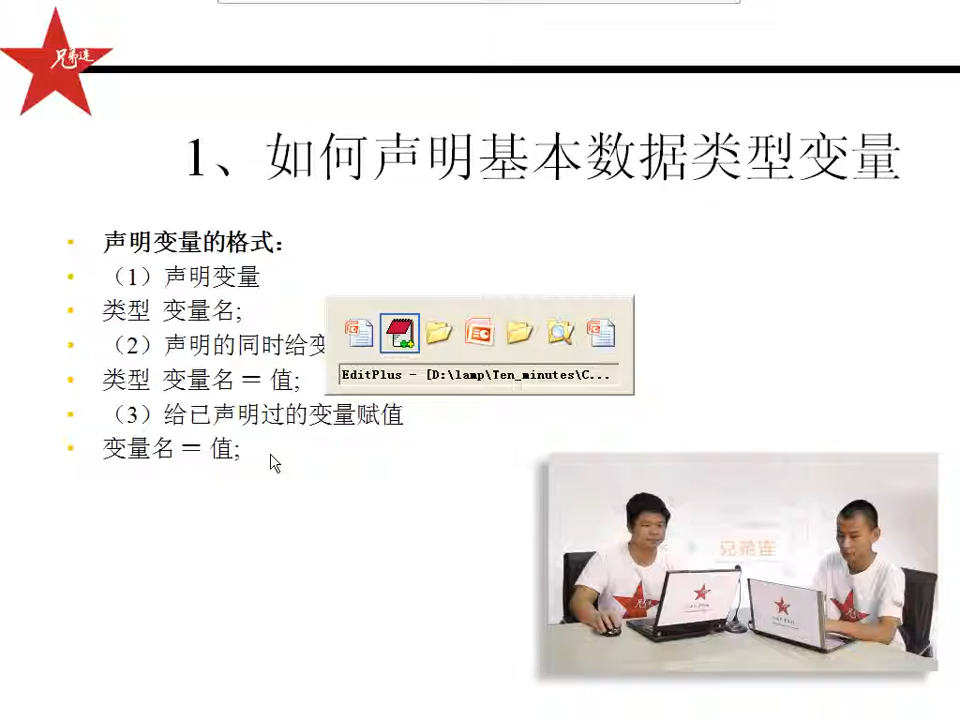 兄弟连
1、如何声明基本数据类型变量
声明变量的格式：
（1）声明变量
类型 变量名;
（2）声明的同时给变
类型 变量名＝ 值;
（3）给已声明过的变量赋值
变量名＝ 值;
EditPlus - [D:\lamp\Ten_minutes\C...
兄弟连